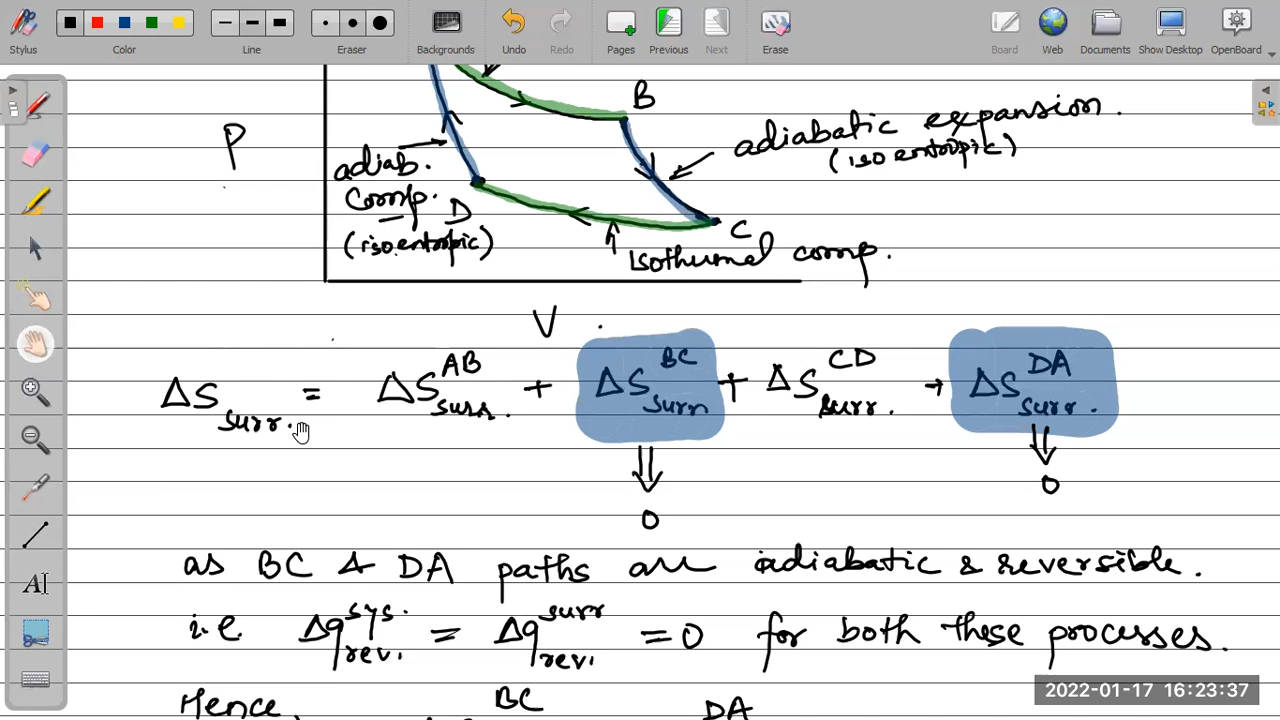 Stylus Color Line Eraser Backgrounds Undo Redo Pages Previous Next Erase Board Web Documents Show Desktop OpenBoard
B
adiabatic expansion.
(isoentropic)
P
adiab.
comp.
D
(isoentropic)
C
Isothermal comp.
V
ΔS surr. = ΔS surr. AB + ΔS surr BC + ΔS surr. CD + ΔS surr. DA
⇓ ⇓
0 0
as BC & DA paths are adiabatic & reversible.
i.e. Δq rev. sys. = Δq rev. surr = 0 for both these processes.
Hence BC DA
2022-01-17 16:23:37